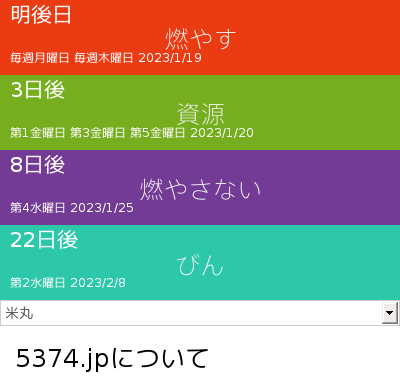 明後日
燃やす
毎週月曜日 毎週木曜日 2023/1/19
3日後
資源
第1金曜日 第3金曜日 第5金曜日 2023/1/20
8日後
燃やさない
第4水曜日 2023/1/25
22日後
びん
第2水曜日 2023/2/8
米丸
5374.jpについて